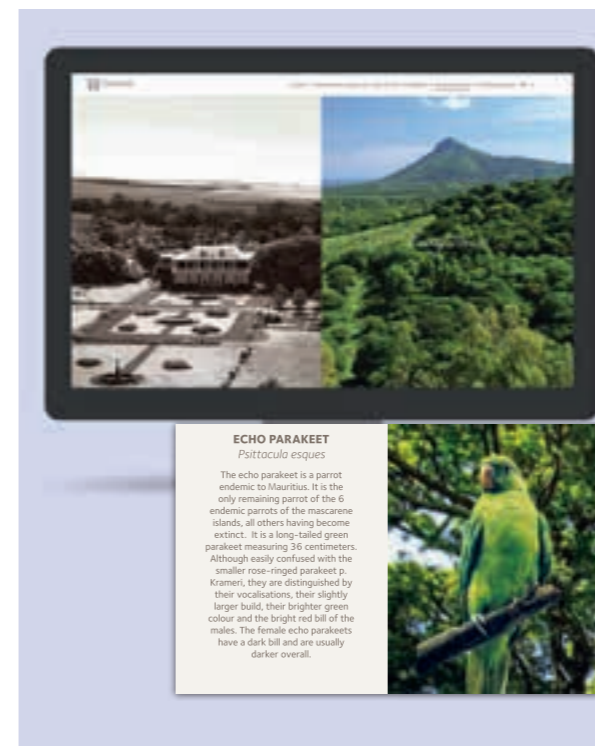 ECHO PARAKEET
Psittacula esques
The echo parakeet is a parrot
endemic to Mauritius. It is the
only remaining parrot of the 6
endemic parrots of the mascarene
islands, all others having become
extinct.  It is a long-tailed green
parakeet measuring 36 centimeters.
Although easily confused with the
smaller rose-ringed parakeet p.
Krameri, they are distinguished by
their vocalisations, their slightly
larger build, their brighter green
colour and the bright red bill of the
males. The female echo parakeets
have a dark bill and are usually
darker overall.